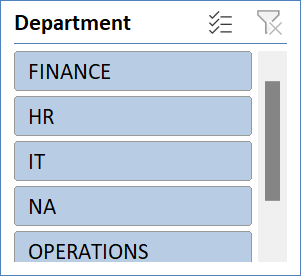 Department
FINANCE
HR
IT
NA
OPERATIONS